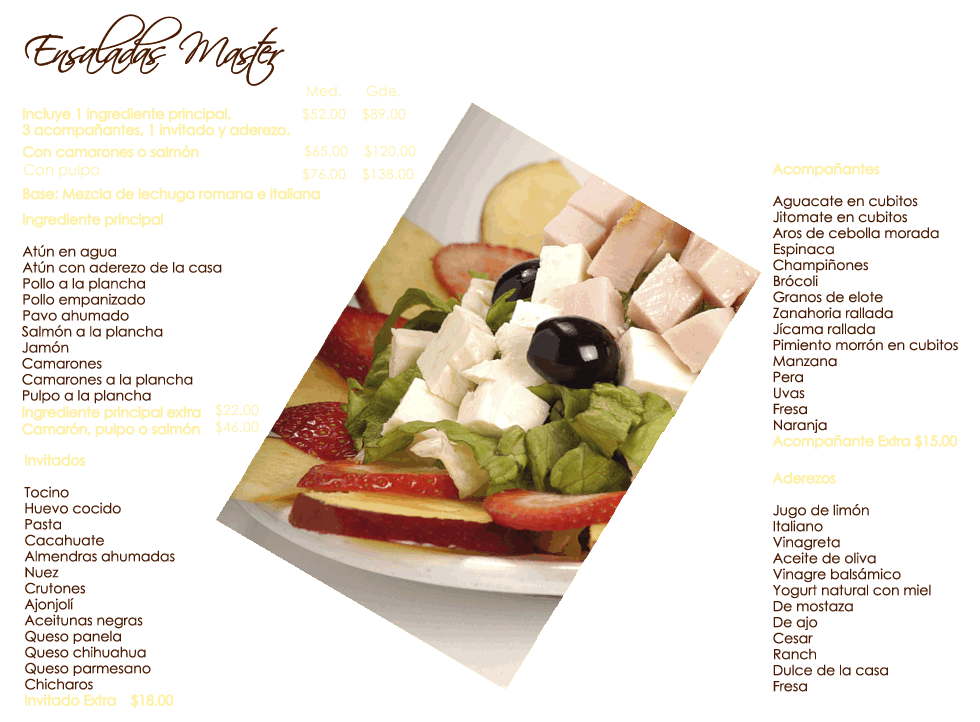 Ensaladas Master
Med. Gde.
Incluye 1 ingrediente principal, $52.00 $89.00
3 acompañantes, 1 invitado y aderezo.
Con camarones o salmón $65.00 $120.00
Con pulpo $76.00 $138.00
Base: Mezcla de lechuga romana e italiana
Ingrediente principal
Atún en agua
Atún con aderezo de la casa
Pollo a la plancha
Pollo empanizado
Pavo ahumado
Salmón a la plancha
Jamón
Camarones
Camarones a la plancha
Pulpo a la plancha
Ingrediente principal extra $22.00
Camarón, pulpo o salmón $46.00
Invitados
Tocino
Huevo cocido
Pasta
Cacahuate
Almendras ahumadas
Nuez
Crutones
Ajonjolí
Aceitunas negras
Queso panela
Queso chihuahua
Queso parmesano
Chicharos
Invitado Extra $18.00
Acompañantes
Aguacate en cubitos
Jitomate en cubitos
Aros de cebolla morada
Espinaca
Champiñones
Brócoli
Granos de elote
Zanahoria rallada
Jícama rallada
Pimiento morrón en cubitos
Manzana
Pera
Uvas
Fresa
Naranja
Acompañante Extra $15.00
Aderezos
Jugo de limón
Italiano
Vinagreta
Aceite de oliva
Vinagre balsámico
Yogurt natural con miel
De mostaza
De ajo
Cesar
Ranch
Dulce de la casa
Fresa